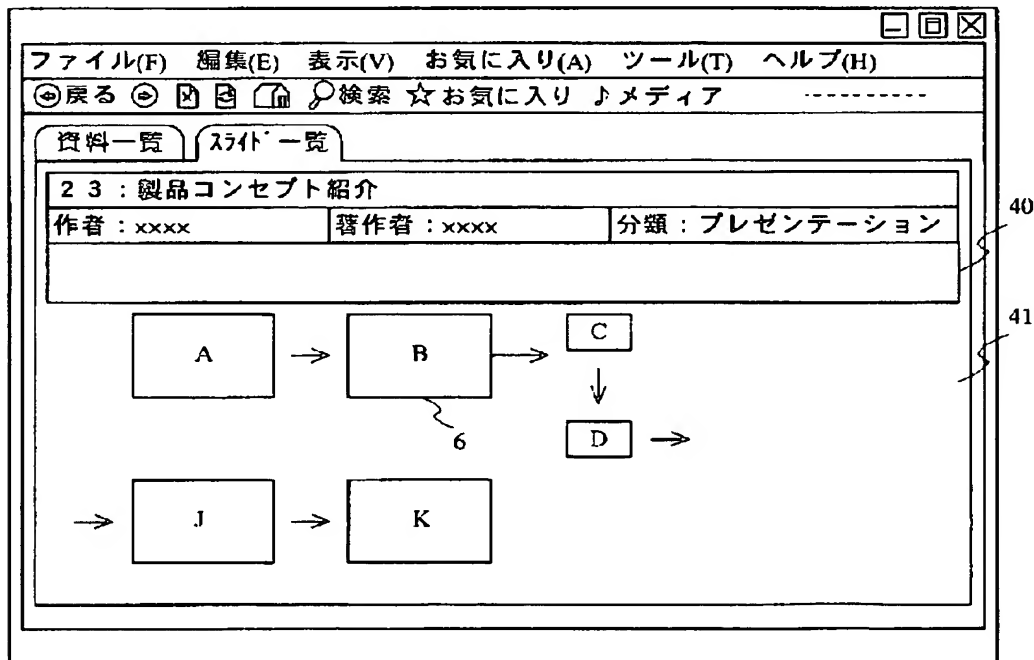 ファイル(F) 編集(E) 表示(V) お気に入り(A) ツール(T) ヘルプ(H)
戻る 検索 ☆お気に入り ♪メディア ----------
資料一覧 スライド一覧
23:製品コンセプト紹介
作者:xxxx 著作者:xxxx 分類:プレゼンテーション
40
41
A → B → C
↓
6
D →
→ J → K